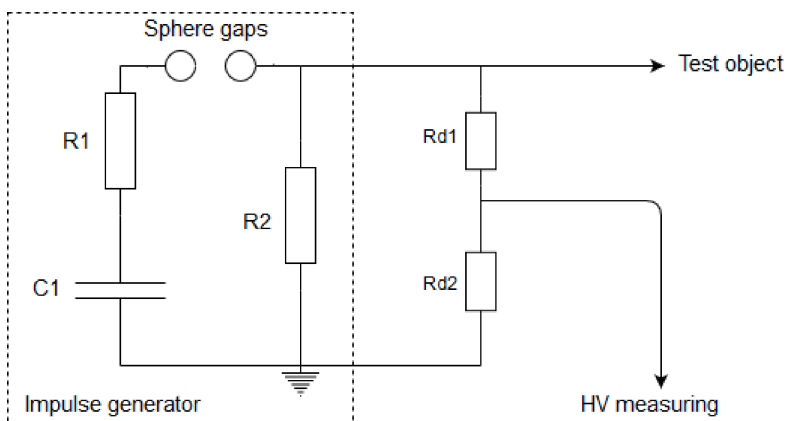 Sphere gaps
Test object
R1
Rd1
R2
C1
Rd2
Impulse generator
HV measuring